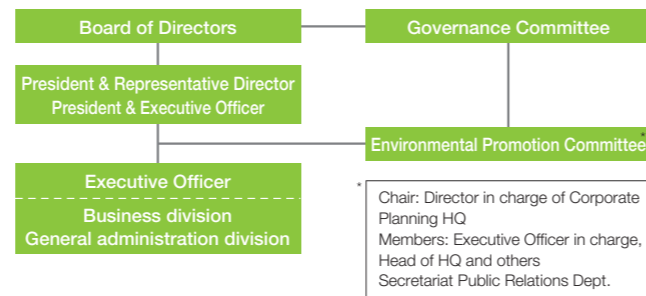 Board of Directors
Governance Committee
President & Representative Director
President & Executive Officer
Environmental Promotion Committee*
Executive Officer
Business division
General administration division
*
Chair: Director in charge of Corporate
Planning HQ
Members: Executive Officer in charge,
Head of HQ and others
Secretariat Public Relations Dept.